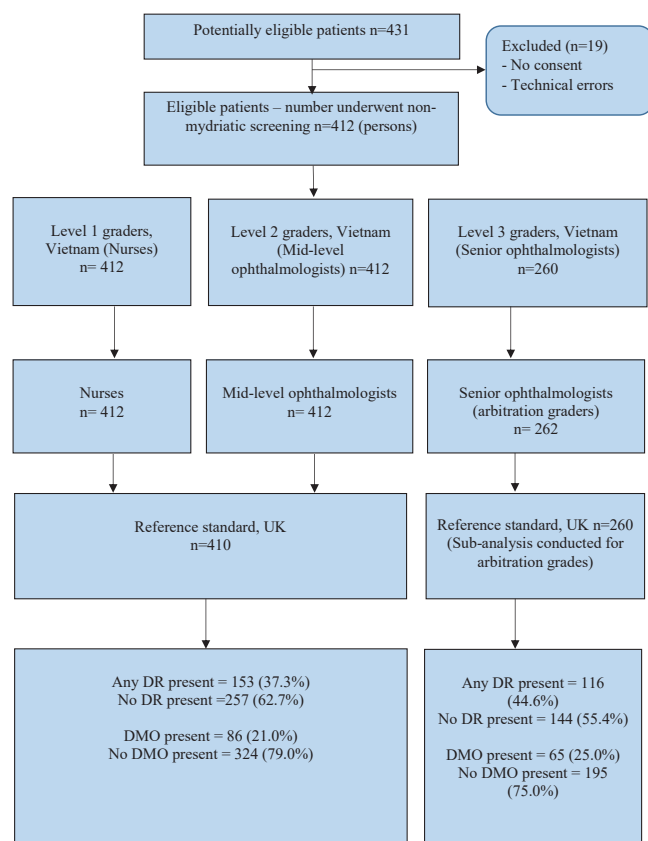 Potentially eligible patients n=431
Excluded (n=19)
- No consent
- Technical errors
Eligible patients – number underwent non-
mydriatic screening n=412 (persons)
Level 1 graders,
Vietnam (Nurses)
n= 412
Level 2 graders, Vietnam
(Mid-level
ophthalmologists) n=412
Level 3 graders, Vietnam
(Senior ophthalmologists)
n=260
Nurses
n= 412
Mid-level ophthalmologists
n= 412
Senior ophthalmologists
(arbitration graders)
n= 262
Reference standard, UK
n=410
Reference standard, UK n=260
(Sub-analysis conducted for
arbitration grades)
Any DR present = 153 (37.3%)
No DR present =257 (62.7%)
DMO present = 86 (21.0%)
No DMO present = 324 (79.0%)
Any DR present = 116
(44.6%)
No DR present = 144 (55.4%)
DMO present = 65 (25.0%)
No DMO present = 195
(75.0%)